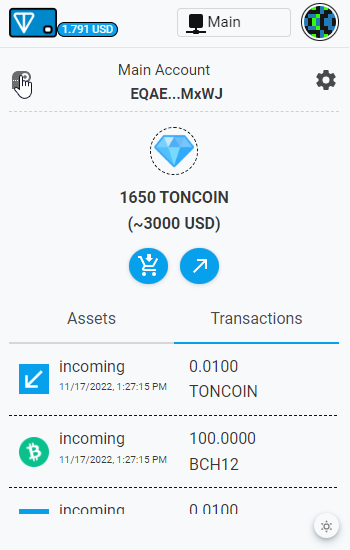 1.791 USD
Main
Main Account
EQAE...MxWJ
1650 TONCOIN
(~3000 USD)
Assets
Transactions
incoming
0.0100
11/17/2022, 1:27:15 PM
TONCOIN
incoming
100.0000
11/17/2022, 1:27:15 PM
BCH12
incoming
0.0100